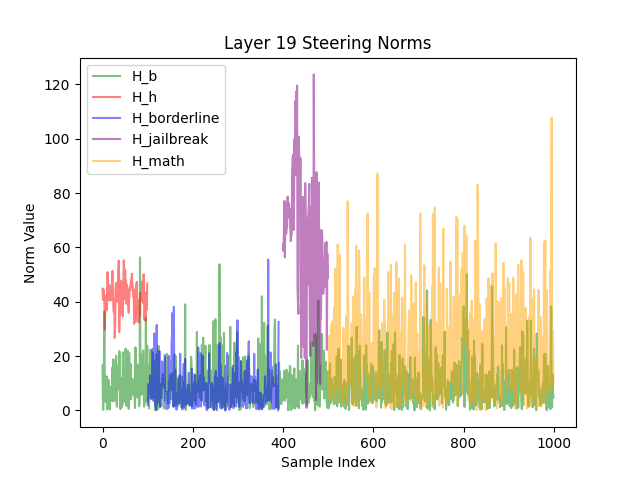 Layer 19 Steering Norms
H_b
H_h
H_borderline
H_jailbreak
H_math
Norm Value
120
100
80
60
40
20
0
0 200 400 600 800 1000
Sample Index